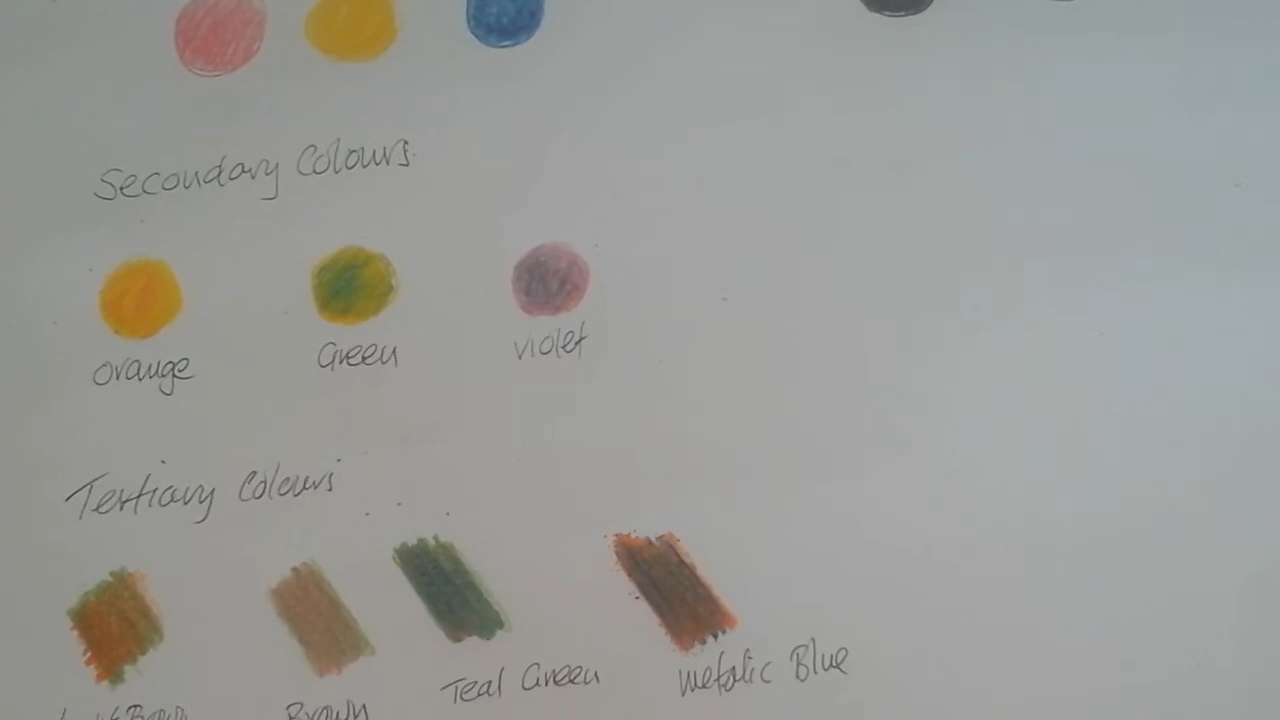 Secondary Colours.
orange Green violet
Tertiary Colours
Teal Green metalic Blue
Brown